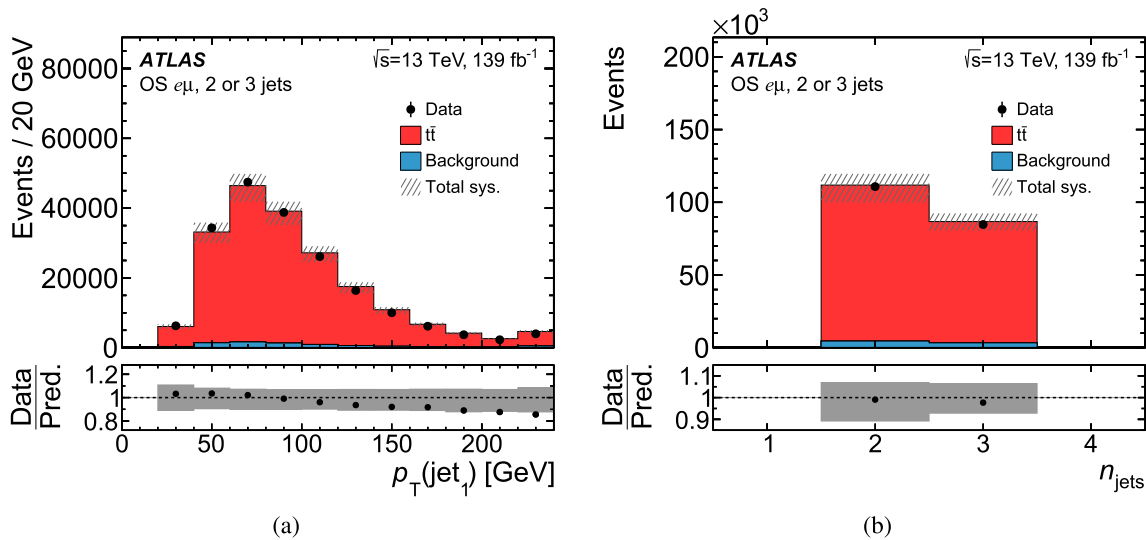 ATLAS
√s=13 TeV, 139 fb⁻¹
OS eμ, 2 or 3 jets
Data
tt̄
Background
Total sys.
Events / 20 GeV
80000
60000
40000
20000
0
Data
Pred.
1.2
1
0.8
0 50 100 150 200
p_T(jet_1) [GeV]
(a)
×10³
ATLAS
√s=13 TeV, 139 fb⁻¹
OS eμ, 2 or 3 jets
Data
tt̄
Background
Total sys.
Events
200
150
100
50
0
Data
Pred.
1.1
1
0.9
1 2 3 4
n_jets
(b)